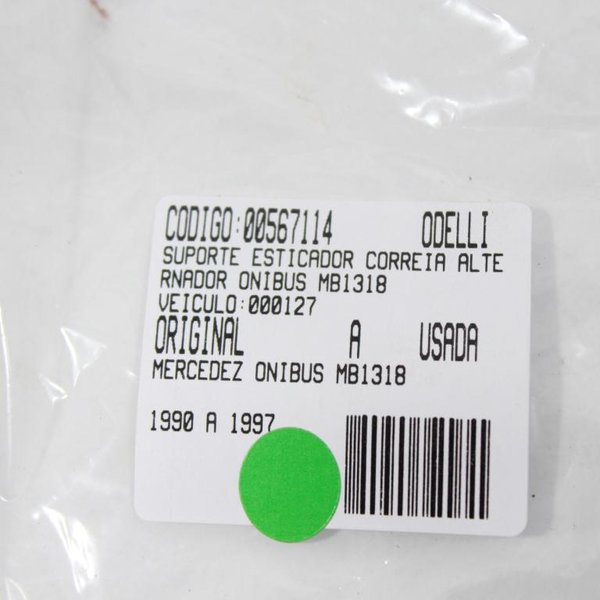 CODIGO:00567114 ODELLI
SUPORTE ESTICADOR CORREIA ALTE
RNADOR ONIBUS MB1318
VEICULO:000127
ORIGINAL A USADA
MERCEDEZ ONIBUS MB1318
1990 A 1997